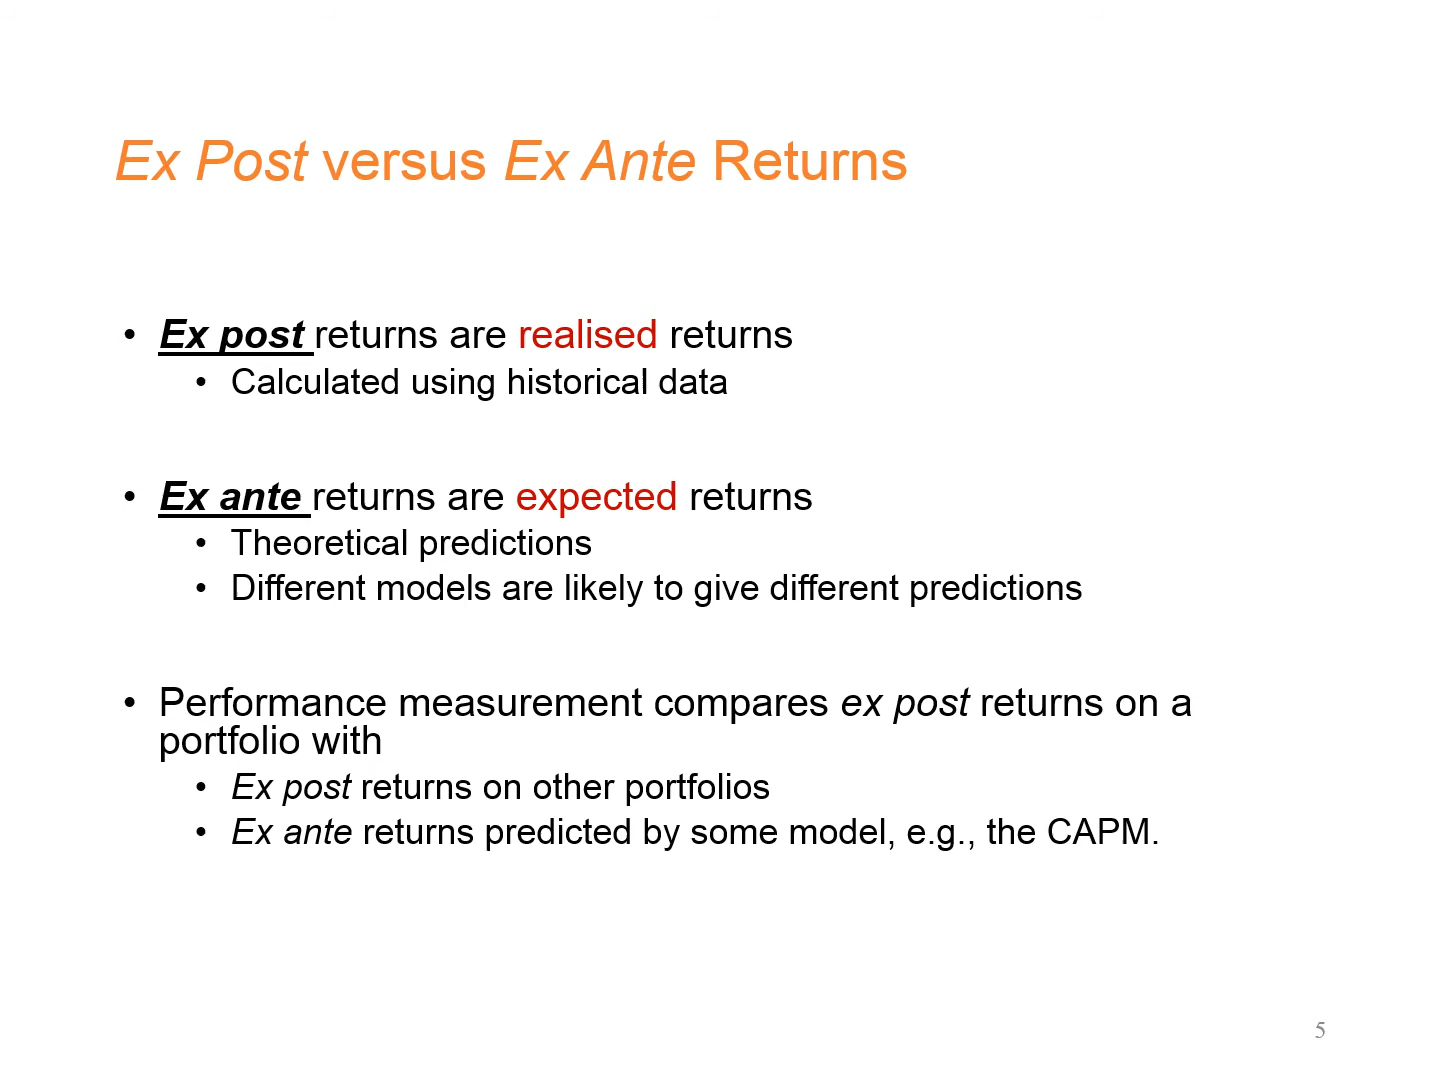 Ex Post versus Ex Ante Returns
• Ex post returns are realised returns
• Calculated using historical data
• Ex ante returns are expected returns
• Theoretical predictions
• Different models are likely to give different predictions
• Performance measurement compares ex post returns on a
portfolio with
• Ex post returns on other portfolios
• Ex ante returns predicted by some model, e.g., the CAPM.
5